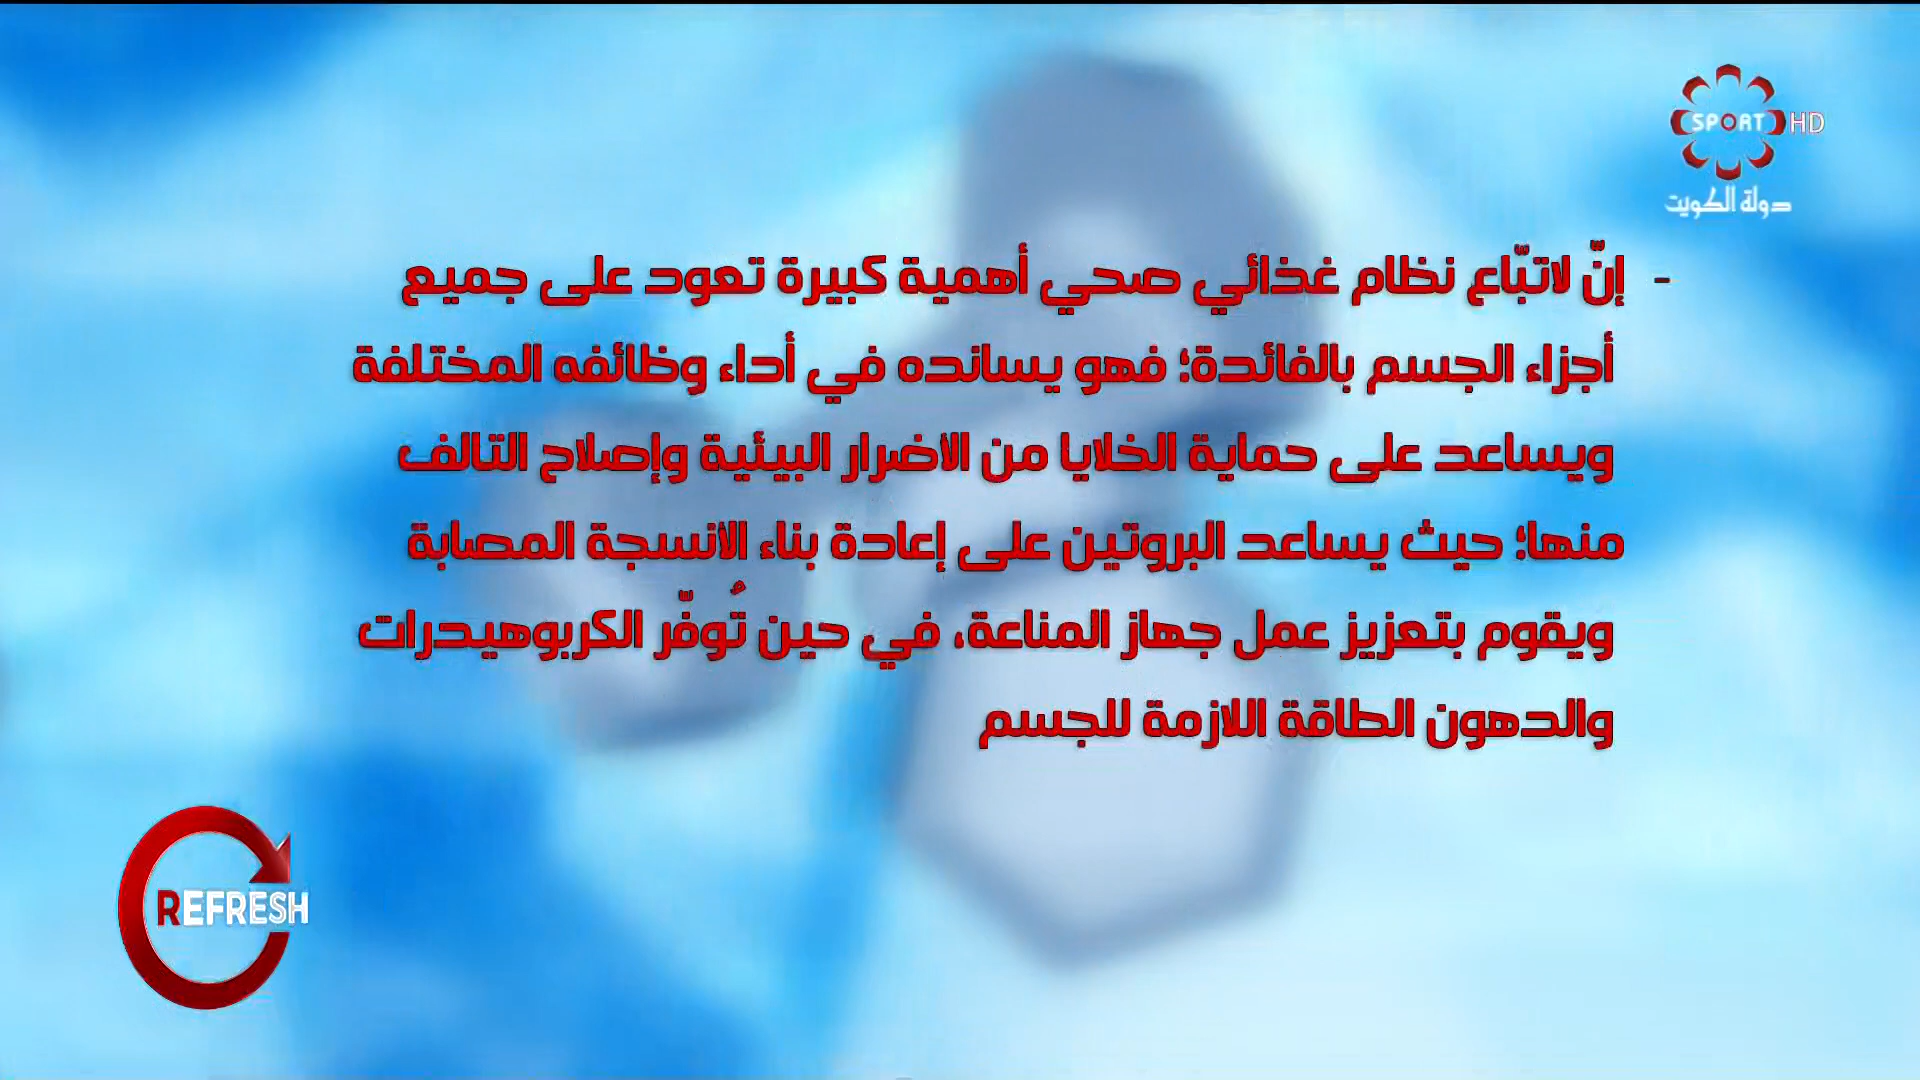 SPORT HD
دولة الكويت
- إنّ لاتبّاع نظام غذائي صحي أهمية كبيرة تعود على جميع
أجزاء الجسم بالفائدة؛ فهو يسانده في أداء وظائفه المختلفة
ويساعد على حماية الخلايا من الاضرار البيئية وإصلاح التالف
منها؛ حيث يساعد البروتين على إعادة بناء الأنسجة المصابة
ويقوم بتعزيز عمل جهاز المناعة، في حين تُوفّر الكربوهيدرات
والدهون الطاقة اللازمة للجسم
REFRESH